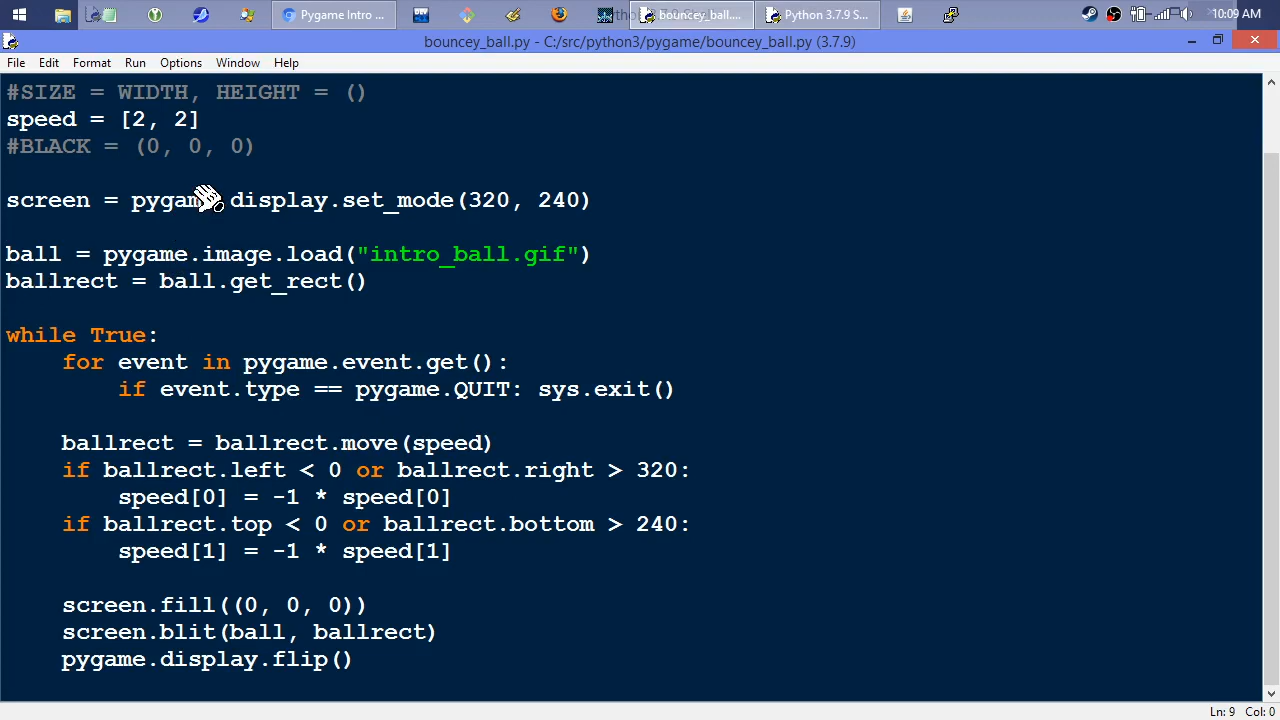 Pygame Intro ...
bouncey_ball....
Python 3.7.9 S...
10:09 AM
bouncey_ball.py - C:/src/python3/pygame/bouncey_ball.py (3.7.9)
File Edit Format Run Options Window Help
#SIZE = WIDTH, HEIGHT = ()
speed = [2, 2]
#BLACK = (0, 0, 0)
screen = pygame.display.set_mode(320, 240)
ball = pygame.image.load("intro_ball.gif")
ballrect = ball.get_rect()
while True:
    for event in pygame.event.get():
        if event.type == pygame.QUIT: sys.exit()
    ballrect = ballrect.move(speed)
    if ballrect.left < 0 or ballrect.right > 320:
        speed[0] = -1 * speed[0]
    if ballrect.top < 0 or ballrect.bottom > 240:
        speed[1] = -1 * speed[1]
    screen.fill((0, 0, 0))
    screen.blit(ball, ballrect)
    pygame.display.flip()
Ln: 9 Col: 0